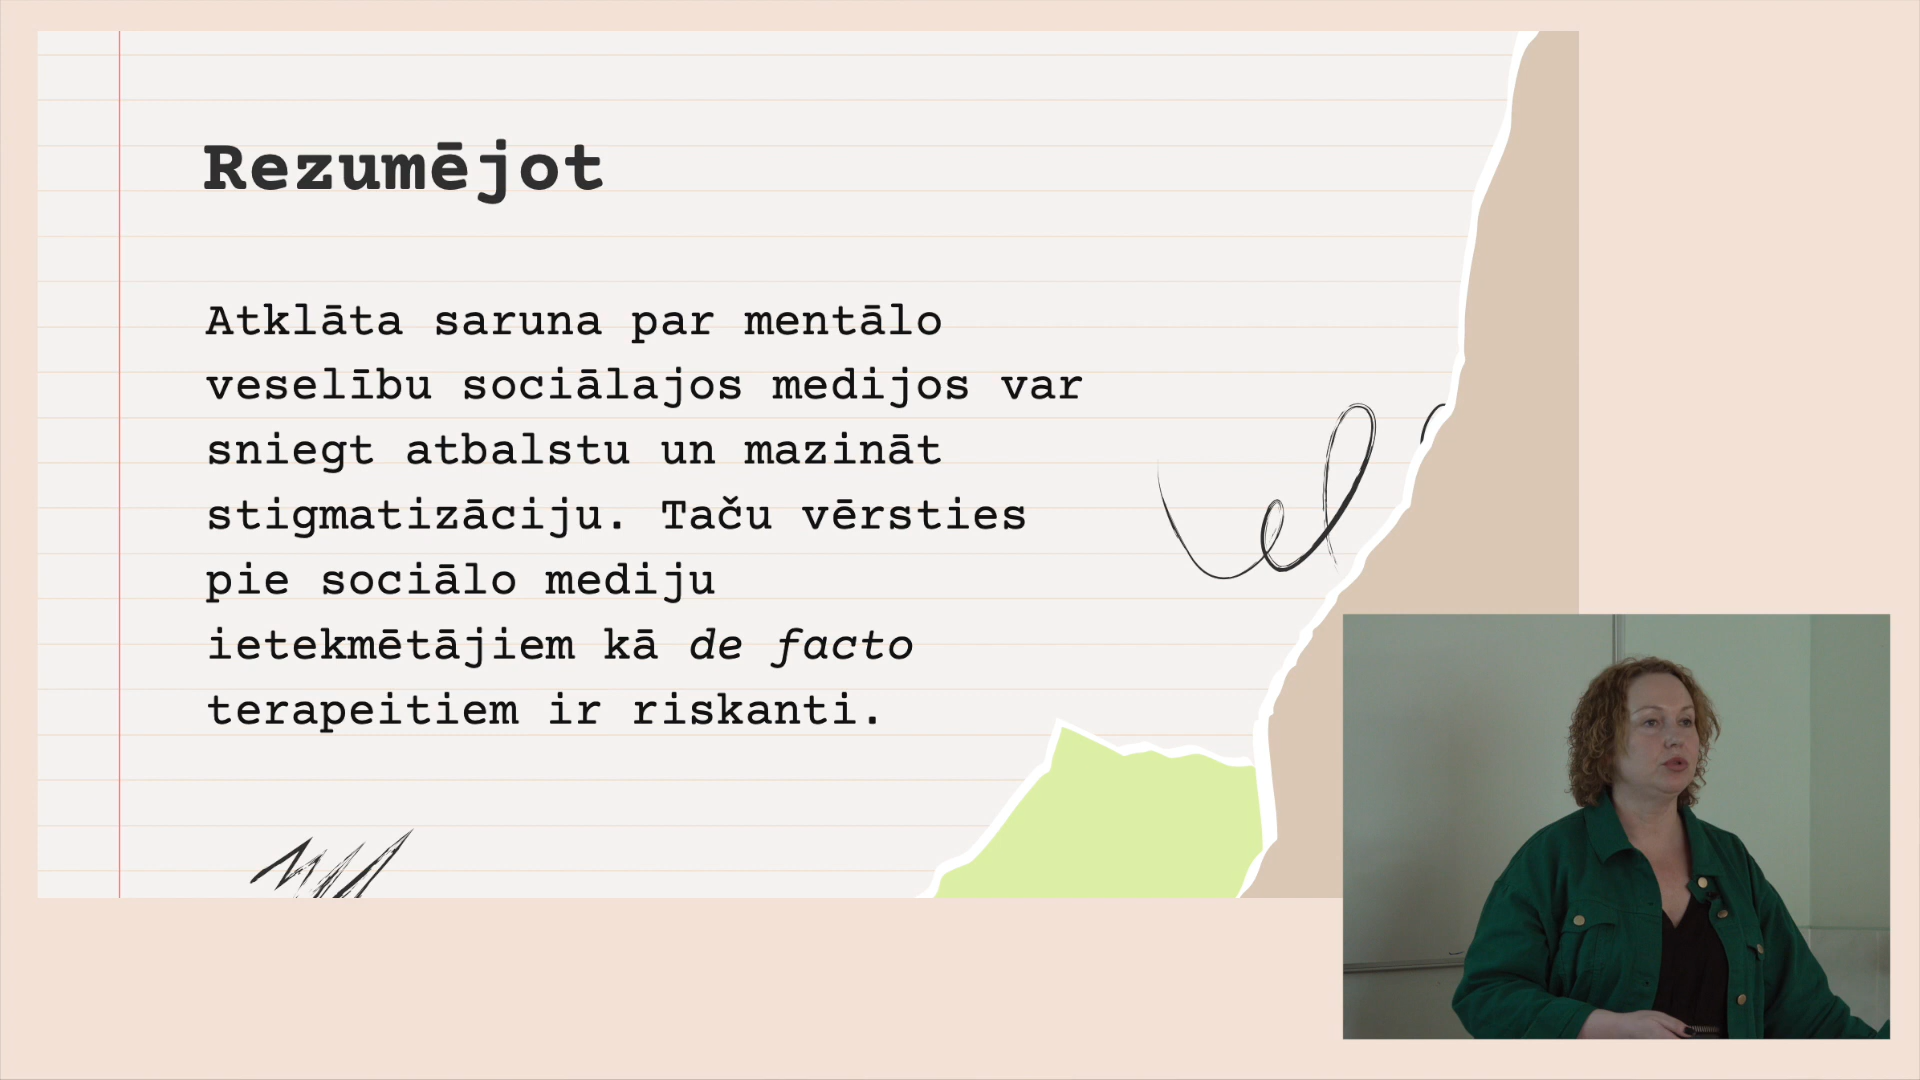 Rezumējot
Atklāta saruna par mentālo
veselību sociālajos medijos var
sniegt atbalstu un mazināt
stigmatizāciju. Taču vērsties
pie sociālo mediju
ietekmētājiem kā de facto
terapeitiem ir riskanti.